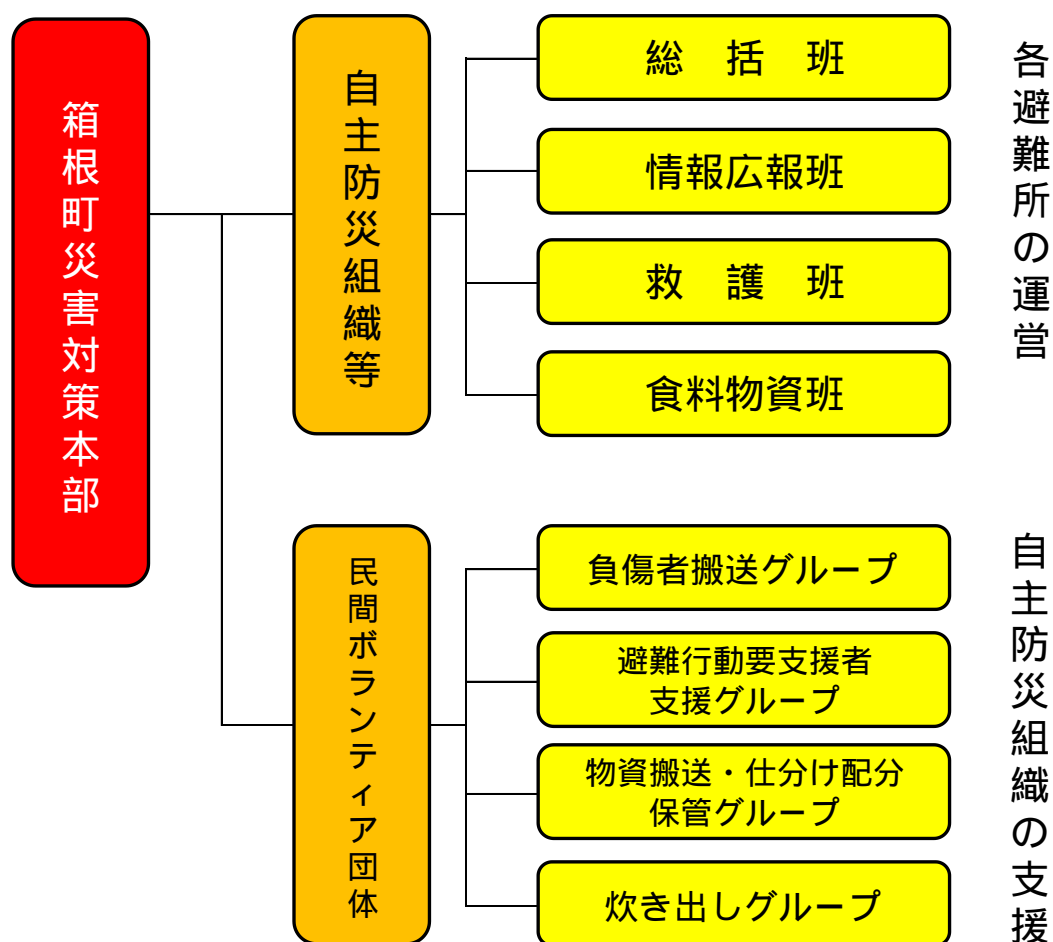 箱根町災害対策本部
自主防災組織等
総　括　班
情報広報班
救　護　班
食料物資班
各避難所の運営
民間ボランティア団体
負傷者搬送グループ
避難行動要支援者
支援グループ
物資搬送・仕分け配分
保管グループ
炊き出しグループ
自主防災組織の支援